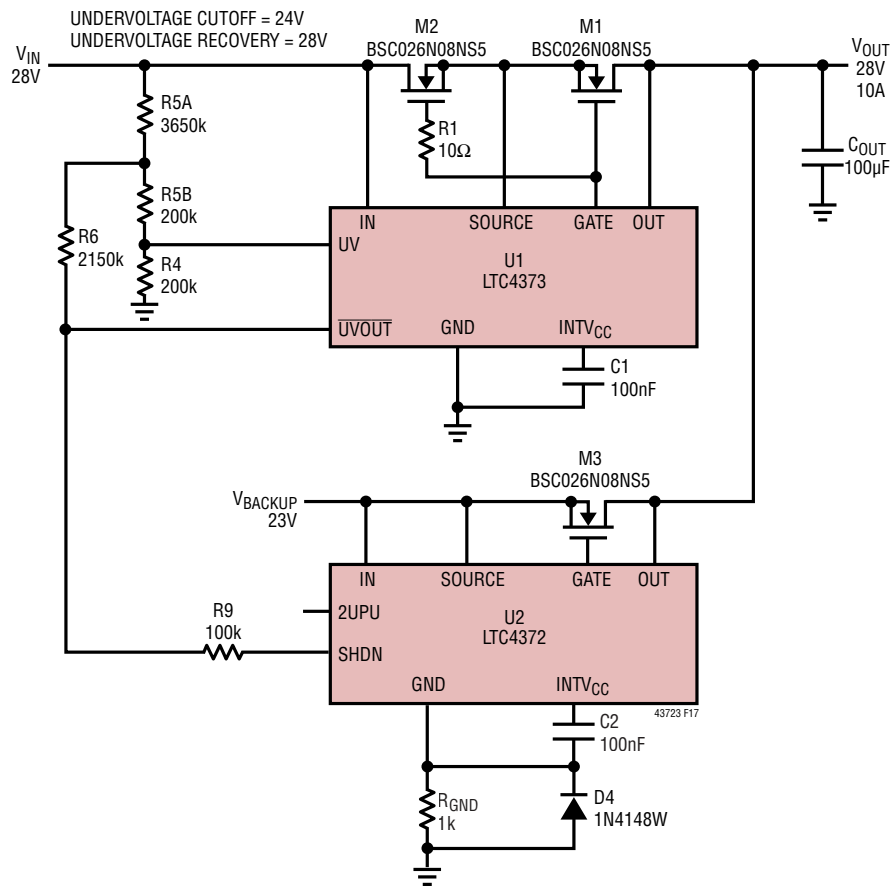 UNDERVOLTAGE CUTOFF = 24V
UNDERVOLTAGE RECOVERY = 28V
VIN
28V
M2
BSC026N08NS5
M1
BSC026N08NS5
VOUT
28V
10A
R5A
3650k
R1
10Ω
COUT
100µF
R5B
200k
R6
2150k
R4
200k
IN
SOURCE
GATE
OUT
UV
U1
LTC4373
UVOUT
GND
INTVCC
C1
100nF
M3
BSC026N08NS5
VBACKUP
23V
IN
SOURCE
GATE
OUT
2UPU
U2
LTC4372
R9
100k
SHDN
GND
INTVCC
43723 F17
C2
100nF
RGND
1k
D4
1N4148W